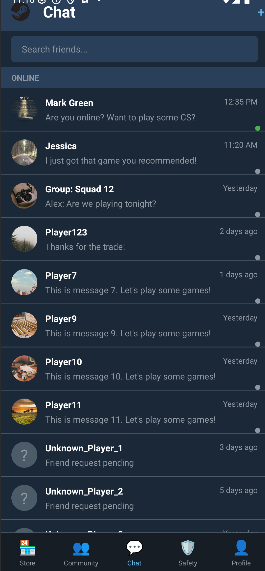 Chat
+
Search friends...
ONLINE
Mark Green
12:35 PM
Are you online? Want to play some CS?
Jessica
11:20 AM
I just got that game you recommended!
Group: Squad 12
Yesterday
Alex: Are we playing tonight?
Player123
2 days ago
Thanks for the trade!
Player7
1 days ago
This is message 7. Let's play some games!
Player9
Yesterday
This is message 9. Let's play some games!
Player10
Yesterday
This is message 10. Let's play some games!
Player11
Yesterday
This is message 11. Let's play some games!
?
Unknown_Player_1
3 days ago
Friend request pending
?
Unknown_Player_2
5 days ago
Friend request pending
Store
Community
Chat
Safety
Profile